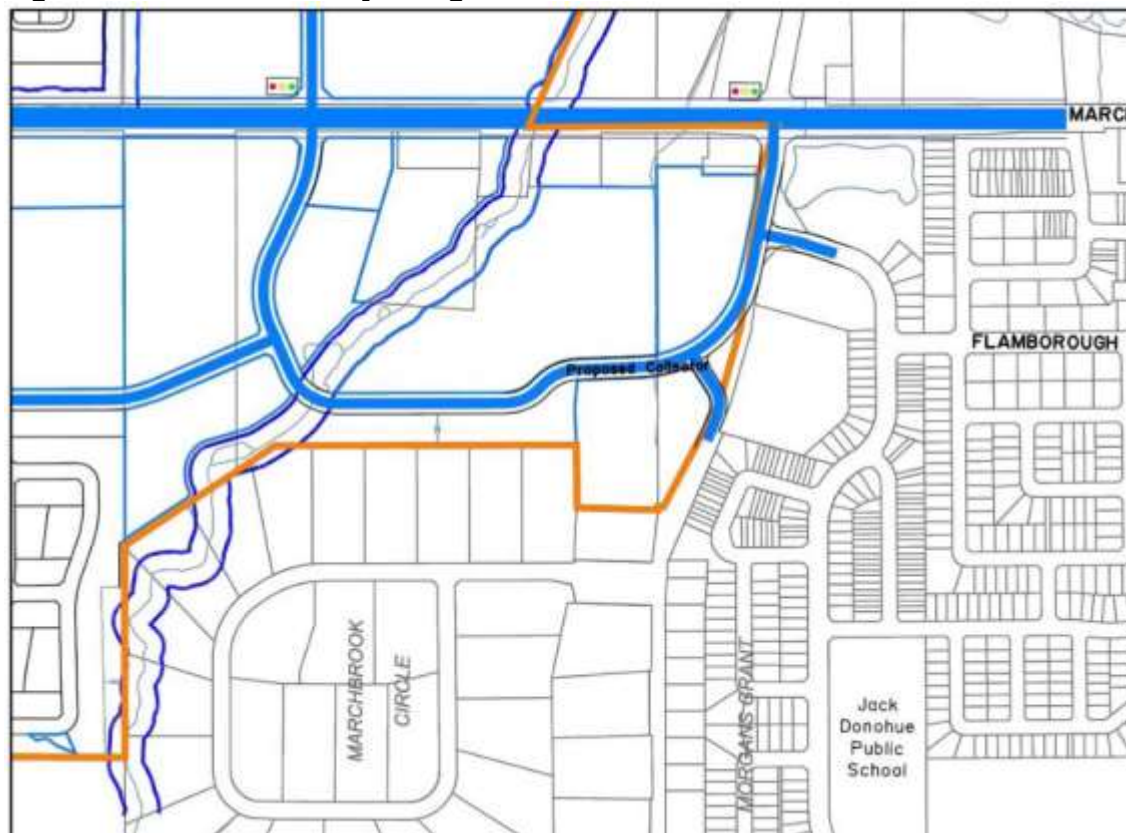 MARC
FLAMBOROUGH
Proposed Collector
MARCHBROOK
CIRCLE
MORGANS GRANT
Jack
Donohue
Public
School